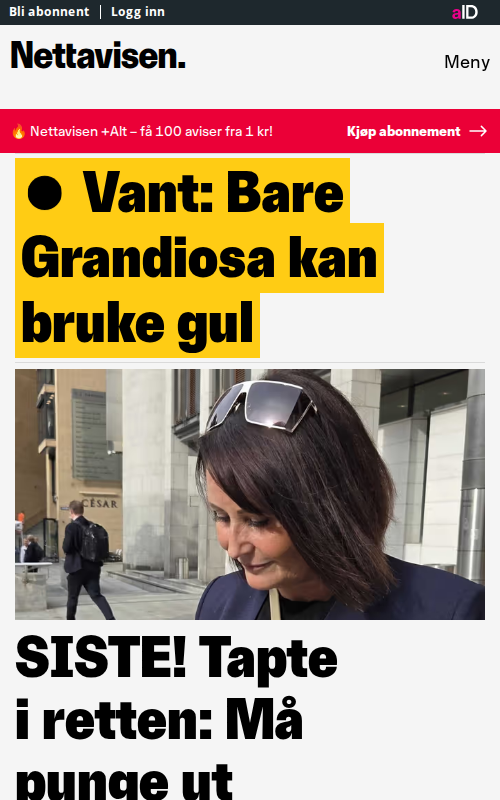 Bli abonnent
Logg inn
aID
Nettavisen.
Meny
🔥 Nettavisen +Alt – få 100 aviser fra 1 kr!
Kjøp abonnement →
● Vant: Bare
Grandiosa kan
bruke gul
CÉSAR
SISTE! Tapte
i retten: Må
punge ut